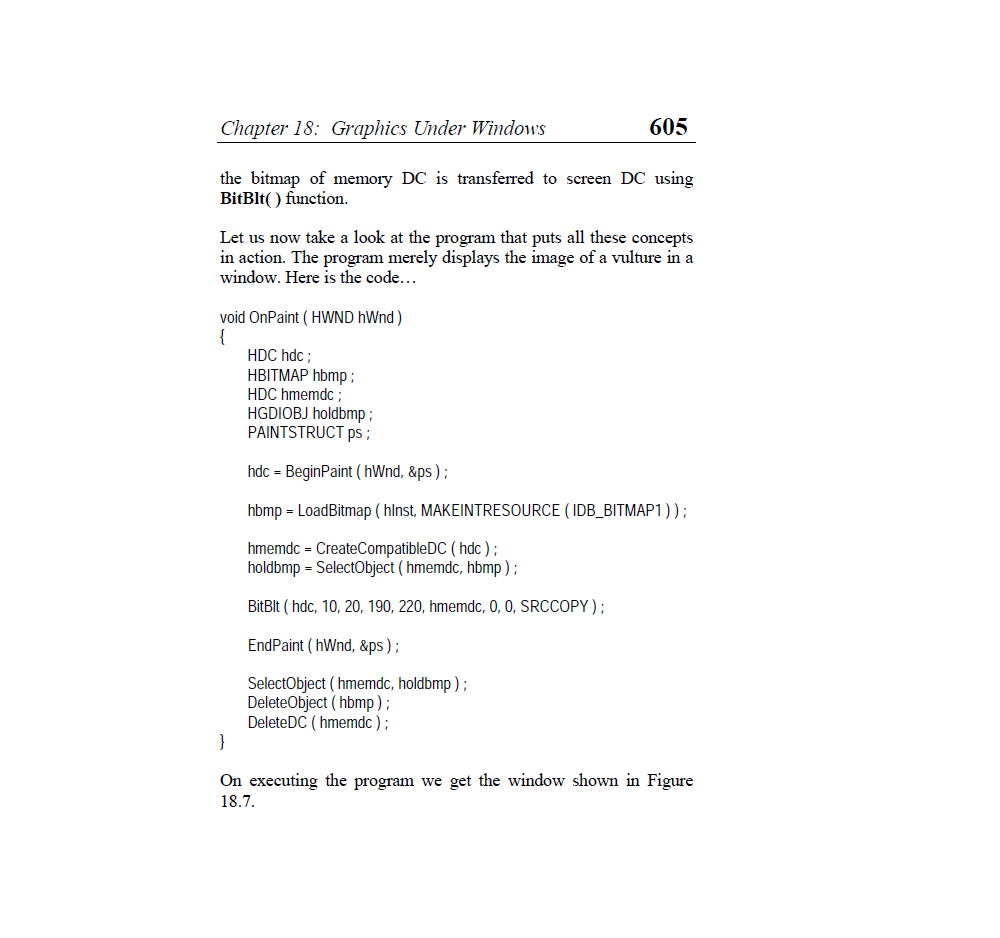 Chapter 18: Graphics Under Windows 605
the bitmap of memory DC is transferred to screen DC using
BitBlt( ) function.
Let us now take a look at the program that puts all these concepts
in action. The program merely displays the image of a vulture in a
window. Here is the code…
void OnPaint ( HWND hWnd )
{
HDC hdc ;
HBITMAP hbmp ;
HDC hmemdc ;
HGDIOBJ holdbmp ;
PAINTSTRUCT ps ;
hdc = BeginPaint ( hWnd, &ps ) ;
hbmp = LoadBitmap ( hInst, MAKEINTRESOURCE ( IDB_BITMAP1 ) ) ;
hmemdc = CreateCompatibleDC ( hdc ) ;
holdbmp = SelectObject ( hmemdc, hbmp ) ;
BitBlt ( hdc, 10, 20, 190, 220, hmemdc, 0, 0, SRCCOPY ) ;
EndPaint ( hWnd, &ps ) ;
SelectObject ( hmemdc, holdbmp ) ;
DeleteObject ( hbmp ) ;
DeleteDC ( hmemdc ) ;
}
On executing the program we get the window shown in Figure
18.7.